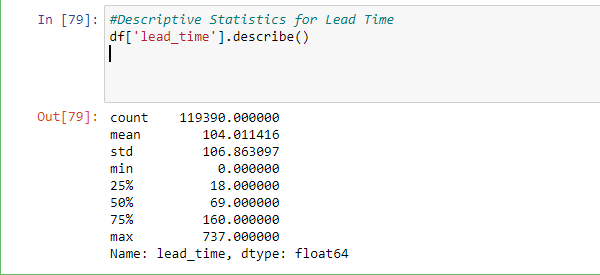 In [79]: #Descriptive Statistics for Lead Time
df['lead_time'].describe()
Out[79]: count    119390.000000
mean        104.011416
std         106.863097
min           0.000000
25%          18.000000
50%          69.000000
75%         160.000000
max         737.000000
Name: lead_time, dtype: float64